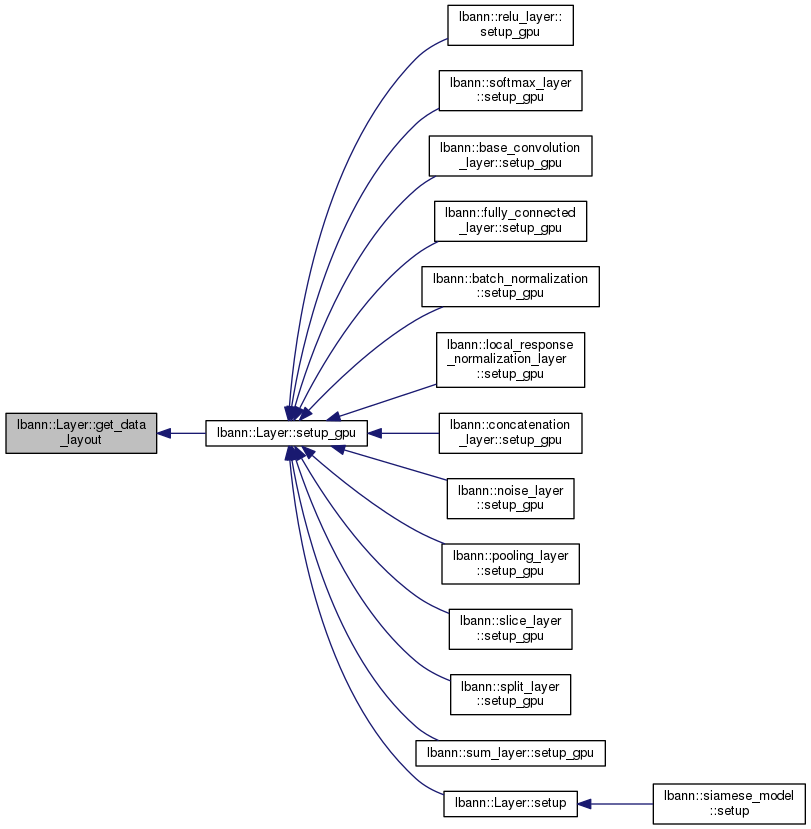 lbann::relu_layer::
setup_gpu
lbann::softmax_layer
::setup_gpu
lbann::base_convolution
_layer::setup_gpu
lbann::fully_connected
_layer::setup_gpu
lbann::batch_normalization
::setup_gpu
lbann::local_response
_normalization_layer
::setup_gpu
lbann::Layer::get_data
_layout
lbann::Layer::setup_gpu
lbann::concatenation
_layer::setup_gpu
lbann::noise_layer
::setup_gpu
lbann::pooling_layer
::setup_gpu
lbann::slice_layer
::setup_gpu
lbann::split_layer
::setup_gpu
lbann::sum_layer::setup_gpu
lbann::Layer::setup
lbann::siamese_model
::setup